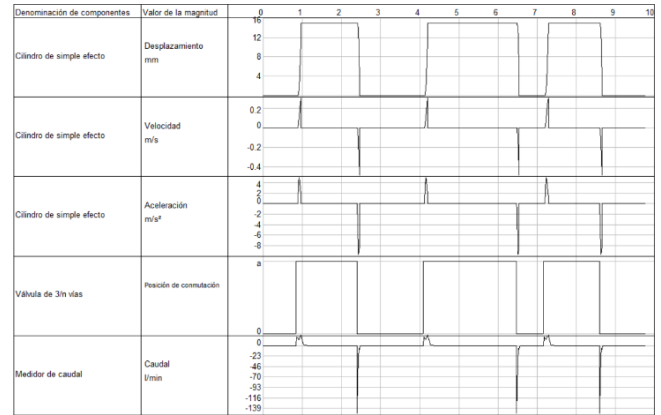 Denominación de componentes Valor de la magnitud 0 1 2 3 4 5 6 7 8 9 10
Cilindro de simple efecto
Desplazamiento
mm
16
12
8
4
Cilindro de simple efecto
Velocidad
m/s
0.2
0
-0.2
-0.4
Cilindro de simple efecto
Aceleración
m/s²
4
2
0
-2
-4
-6
-8
Válvula de 3/n vías
Posición de conmutación
a
0
Medidor de caudal
Caudal
l/min
0
-23
-46
-70
-93
-116
-139